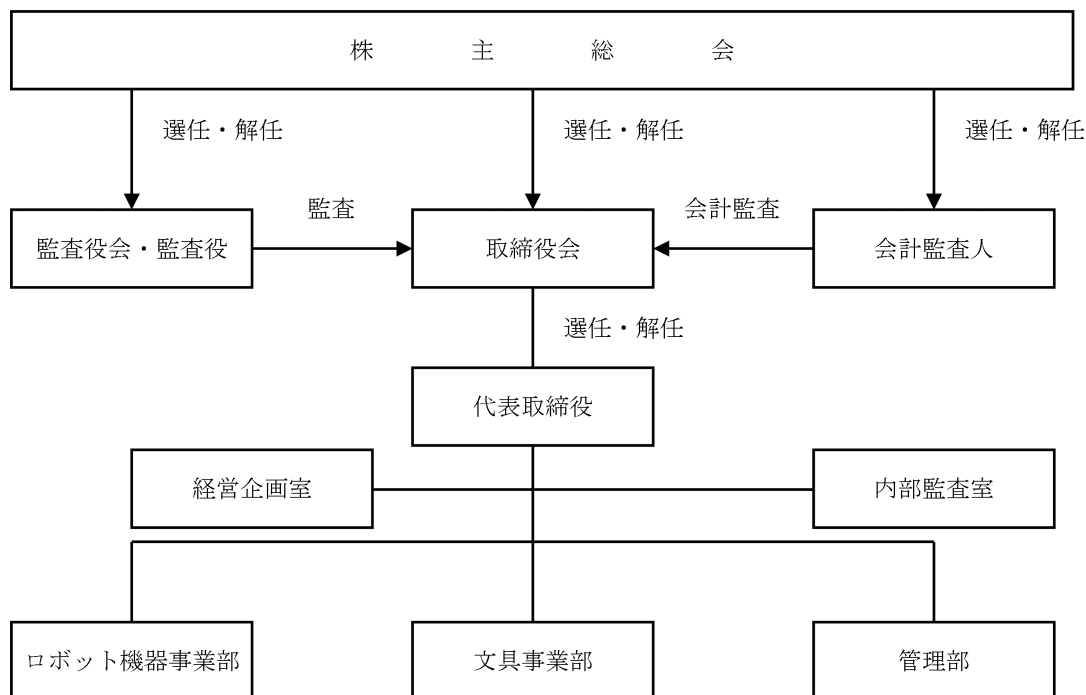 株主総会
選任・解任
選任・解任
選任・解任
監査
会計監査
監査役会・監査役
取締役会
会計監査人
選任・解任
代表取締役
経営企画室
内部監査室
ロボット機器事業部
文具事業部
管理部